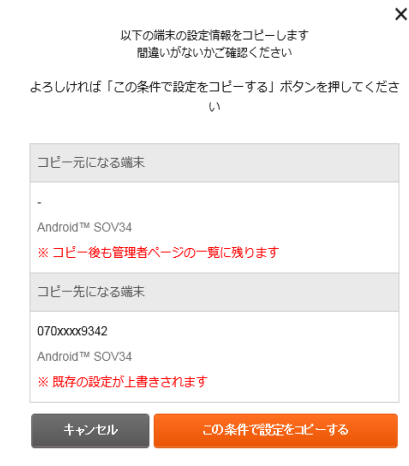 ×
以下の端末の設定情報をコピーします
間違いがないかご確認ください
よろしければ「この条件で設定をコピーする」ボタンを押してくださ
い
コピー元になる端末
-
Android™ SOV34
※ コピー後も管理者ページの一覧に残ります
コピー先になる端末
070xxxx9342
Android™ SOV34
※ 既存の設定が上書きされます
キャンセル
この条件で設定をコピーする